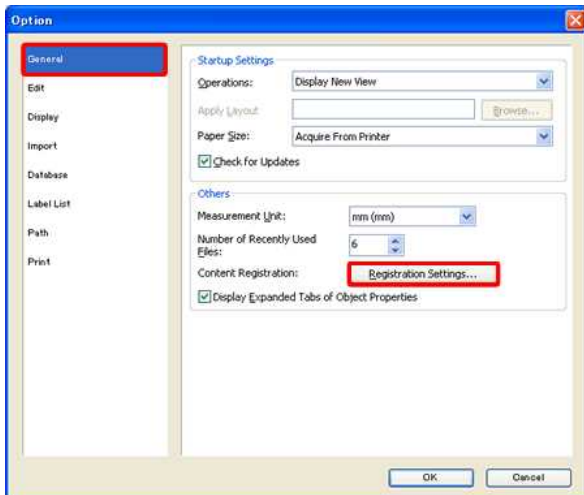 Option
General
Edit
Display
Import
Database
Label List
Path
Print
Startup Settings
Operations: Display New View
Apply Layout: Browse...
Paper Size: Acquire From Printer
Check for Updates
Others
Measurement Unit: mm (mm)
Number of Recently Used
Files: 6
Content Registration: Registration Settings...
Display Expanded Tabs of Object Properties
OK Cancel